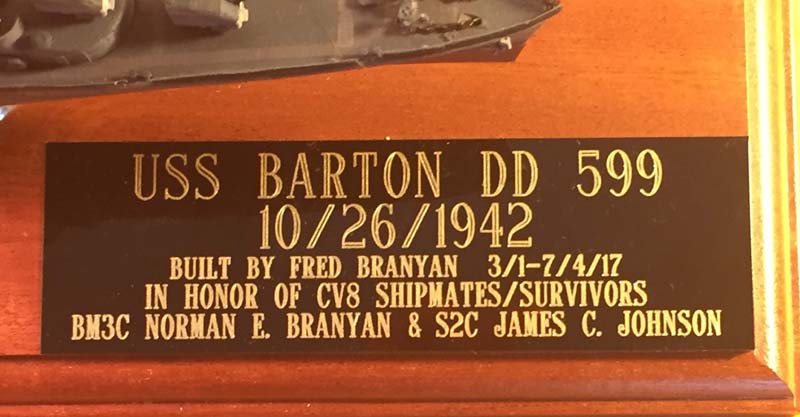 USS BARTON DD 599
10/26/1942
BUILT BY FRED BRANYAN 3/1-7/4/17
IN HONOR OF CV8 SHIPMATES/SURVIVORS
BM3C NORMAN E. BRANYAN & S2C JAMES C. JOHNSON